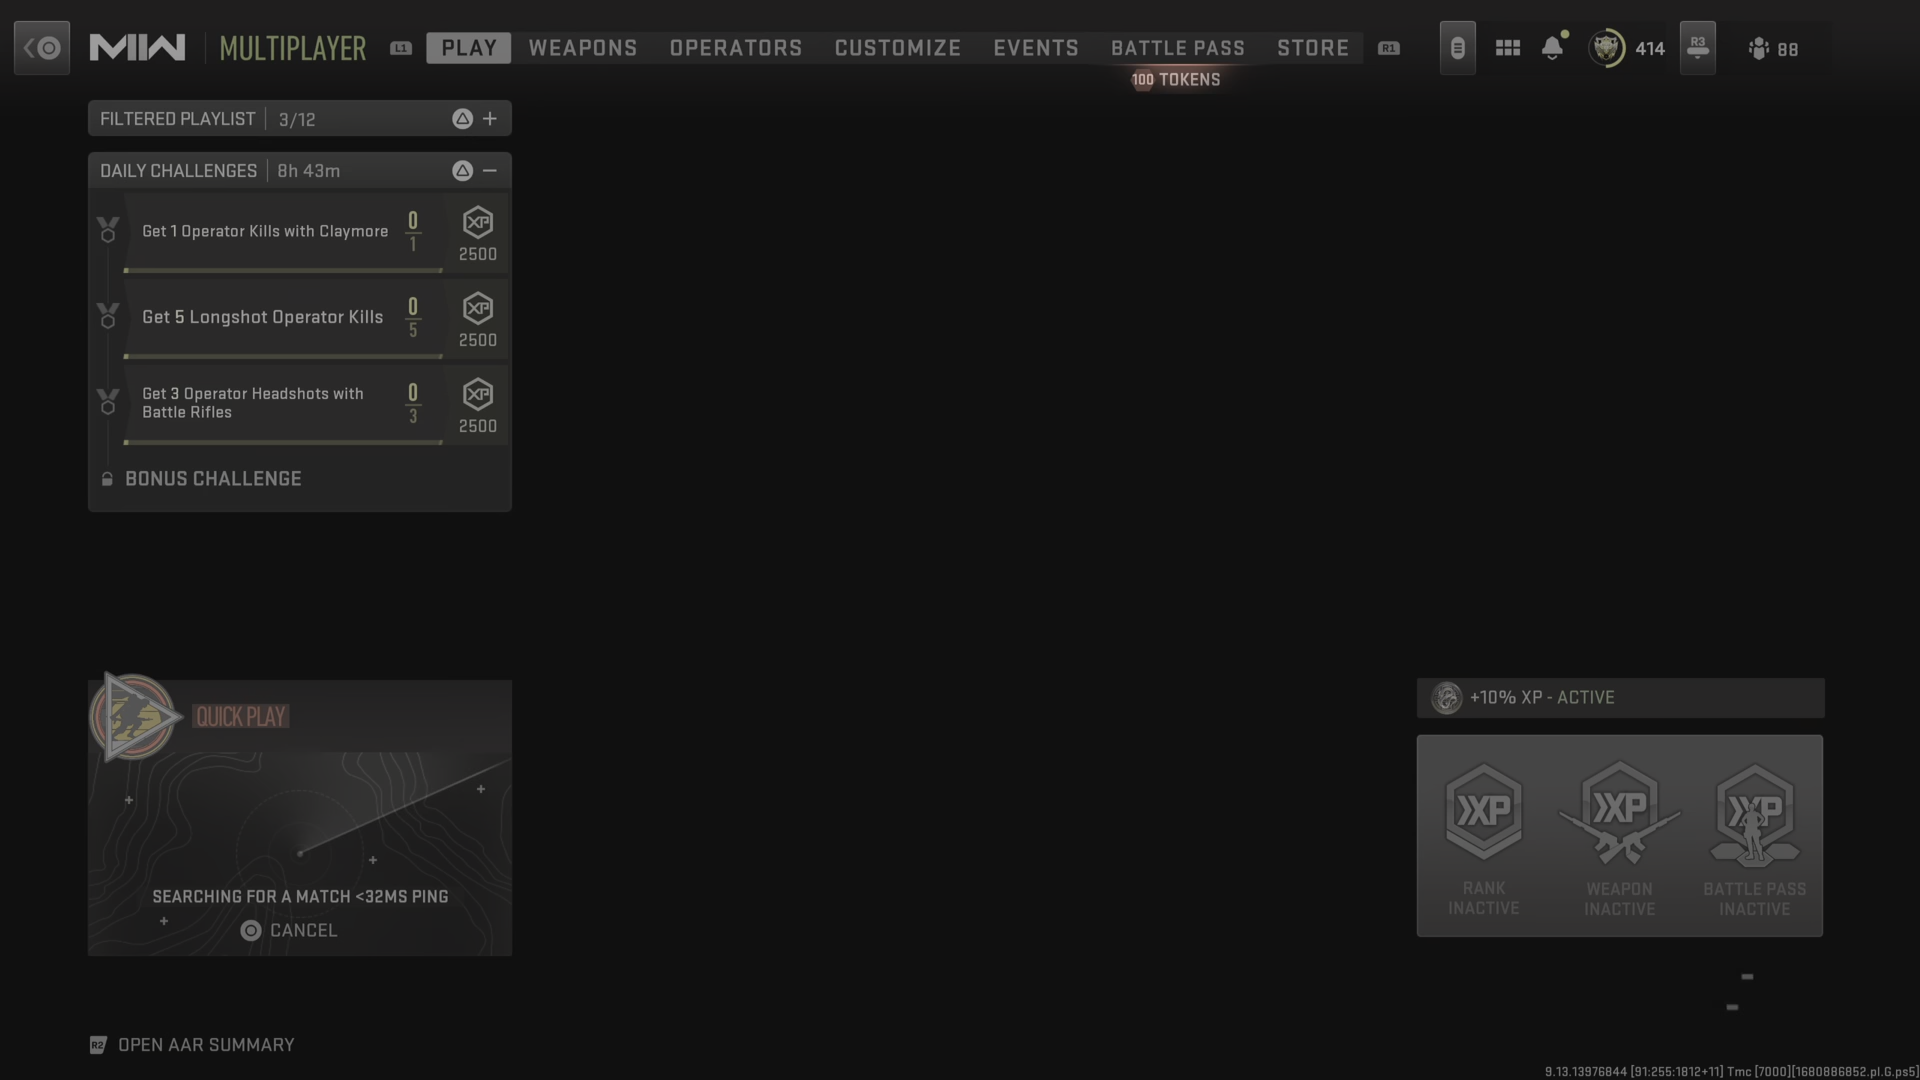 MW MULTIPLAYER L1 PLAY WEAPONS OPERATORS CUSTOMIZE EVENTS BATTLE PASS STORE R1 414 R3 88
100 TOKENS
FILTERED PLAYLIST 3/12
DAILY CHALLENGES 8h 43m
Get 1 Operator Kills with Claymore 0/1 XP 2500
Get 5 Longshot Operator Kills 0/5 XP 2500
Get 3 Operator Headshots with
Battle Rifles 0/3 XP 2500
BONUS CHALLENGE
QUICK PLAY
SEARCHING FOR A MATCH <32MS PING
CANCEL
+10% XP - ACTIVE
XP XP XP
RANK
INACTIVE
WEAPON
INACTIVE
BATTLE PASS
INACTIVE
R2 OPEN AAR SUMMARY
9.13.13976844 [91:255:1812+11] Tmc [7000][1680886852.pl.G.ps5]